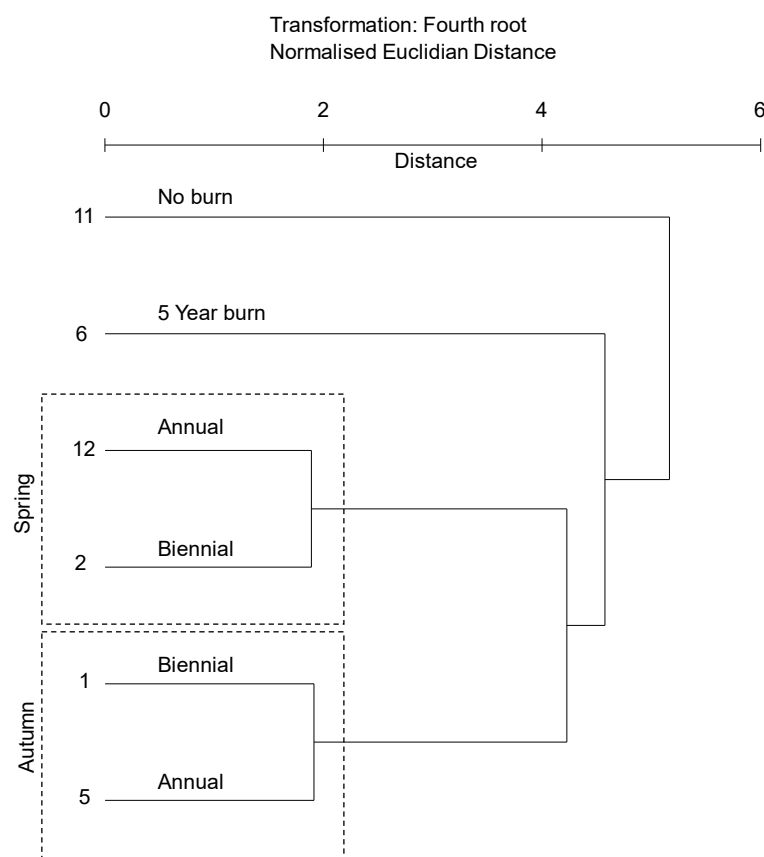 Transformation: Fourth root
Normalised Euclidian Distance
0 2 4 6
Distance
No burn
11
5 Year burn
6
Spring
Annual
12
Biennial
2
Autumn
Biennial
1
Annual
5